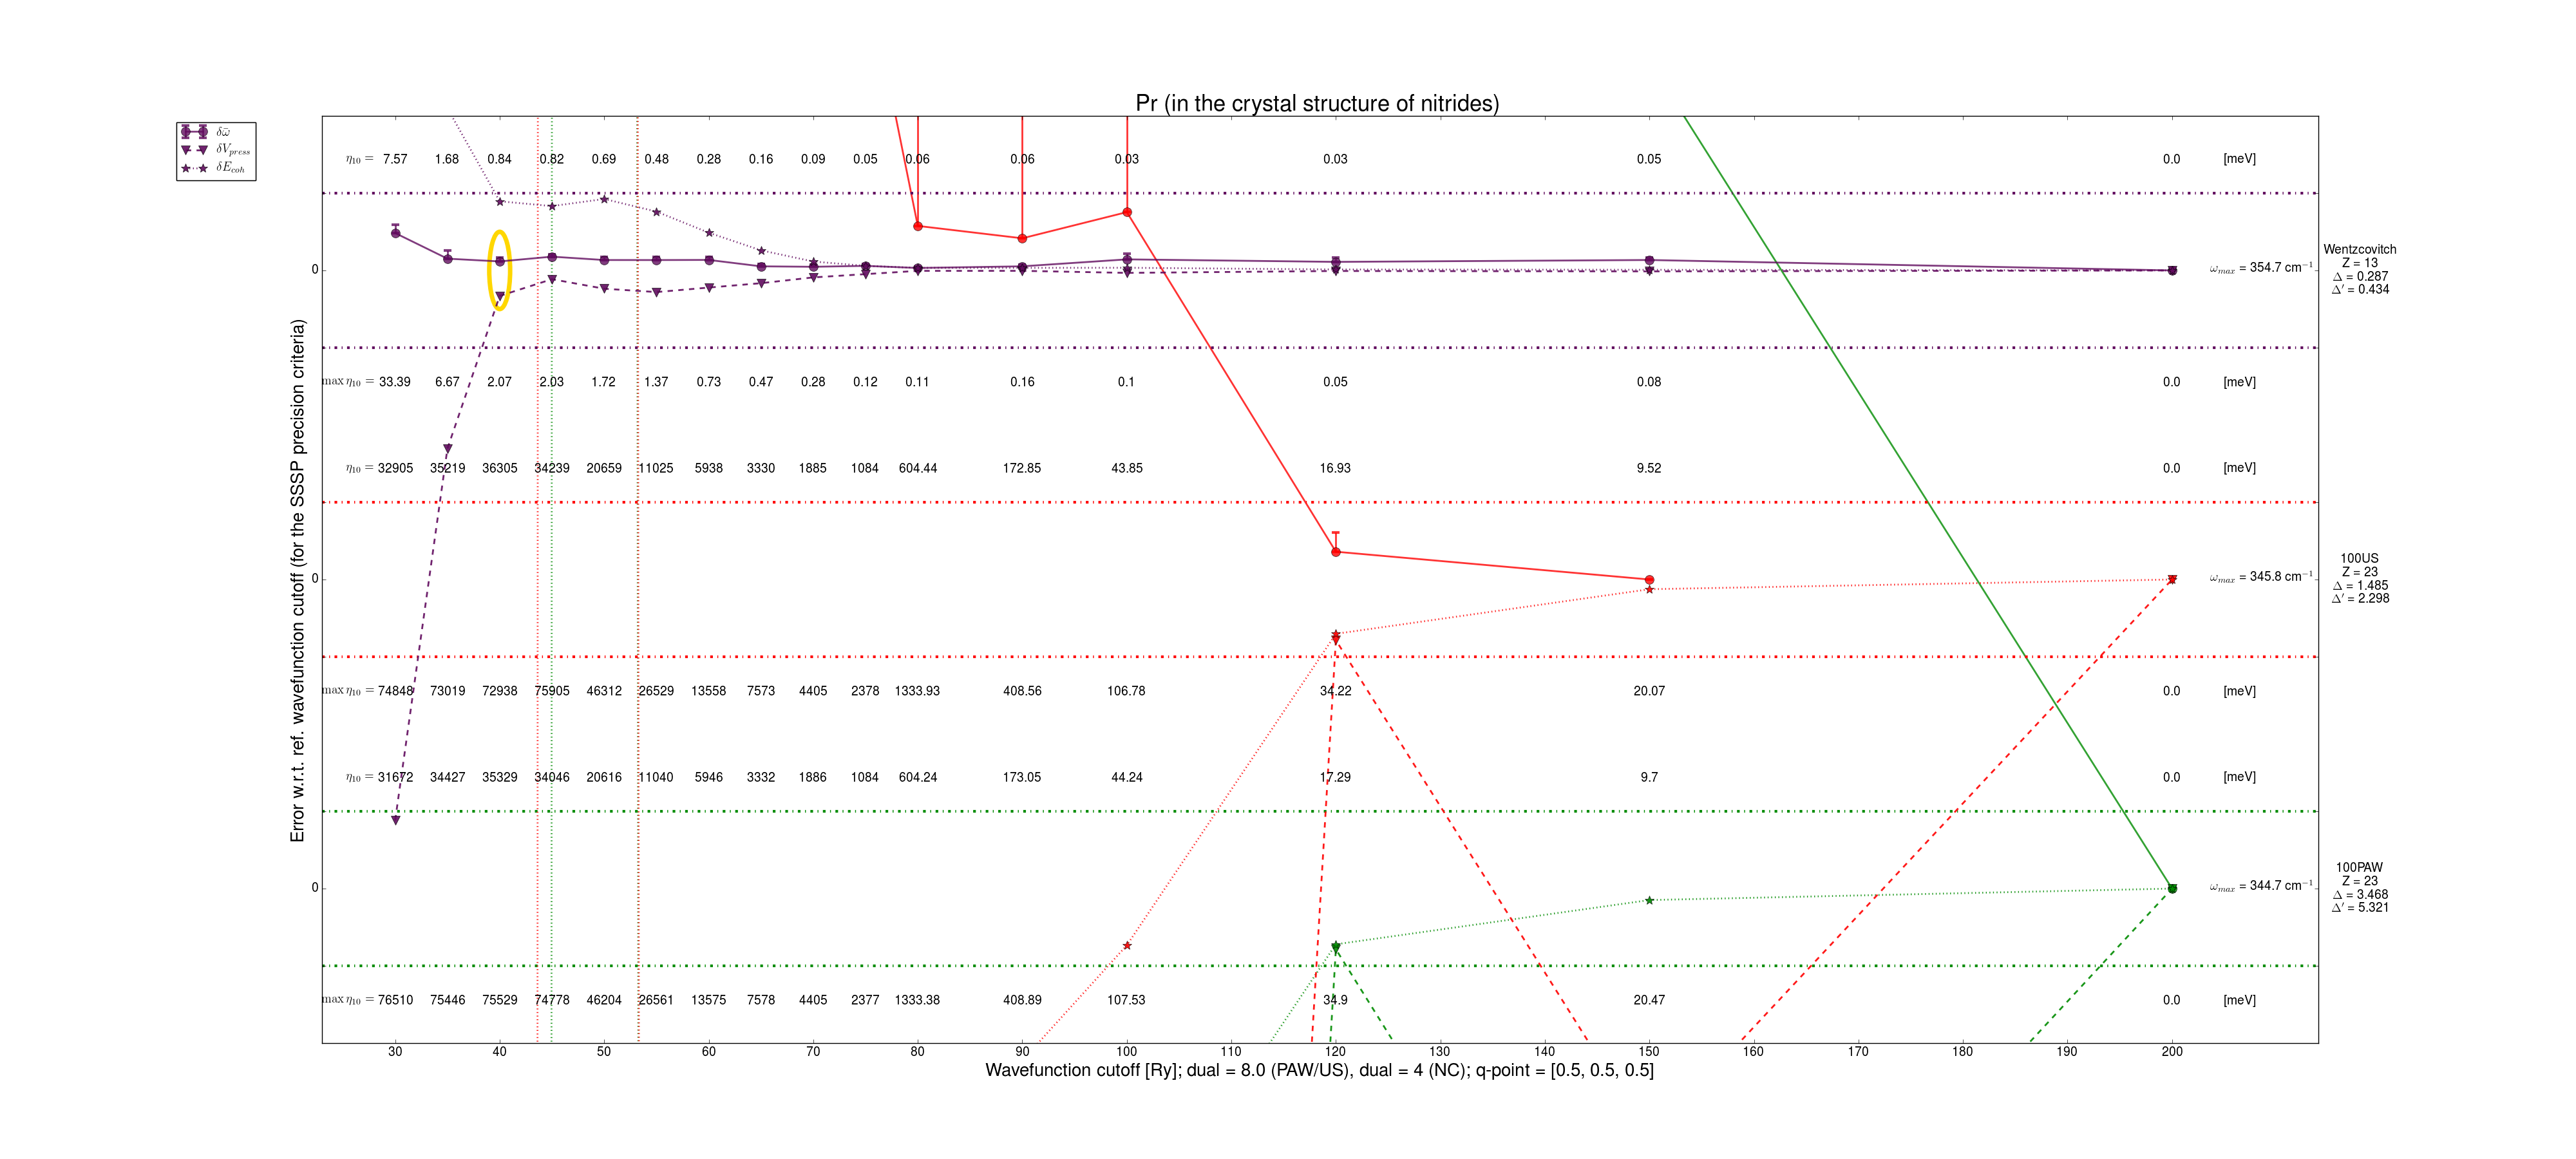 Pr (in the crystal structure of nitrides)
δω̄
δV_press
δE_coh
η₁₀ = 7.57 1.68 0.84 0.82 0.69 0.48 0.28 0.16 0.09 0.05 0.06 0.06 0.03 0.03 0.05 0.0 [meV]
0
ω_max = 354.7 cm⁻¹
Wentzcovitch
Z = 13
Δ = 0.287
Δ′ = 0.434
max η₁₀ = 33.39 6.67 2.07 2.03 1.72 1.37 0.73 0.47 0.28 0.12 0.11 0.16 0.1 0.05 0.08 0.0 [meV]
η₁₀ = 32905 35219 36305 34239 20659 11025 5938 3330 1885 1084 604.44 172.85 43.85 16.93 9.52 0.0 [meV]
0
ω_max = 345.8 cm⁻¹
100US
Z = 23
Δ = 1.485
Δ′ = 2.298
max η₁₀ = 74848 73019 72938 75905 46312 26529 13558 7573 4405 2378 1333.93 408.56 106.78 34.22 20.07 0.0 [meV]
η₁₀ = 31672 34427 35329 34046 20616 11040 5946 3332 1886 1084 604.24 173.05 44.24 17.29 9.7 0.0 [meV]
0
ω_max = 344.7 cm⁻¹
100PAW
Z = 23
Δ = 3.468
Δ′ = 5.321
max η₁₀ = 76510 75446 75529 74778 46204 26561 13575 7578 4405 2377 1333.38 408.89 107.53 34.9 20.47 0.0 [meV]
30 40 50 60 70 80 90 100 110 120 130 140 150 160 170 180 190 200
Wavefunction cutoff [Ry]; dual = 8.0 (PAW/US), dual = 4 (NC); q-point = [0.5, 0.5, 0.5]
Error w.r.t. ref. wavefunction cutoff (for the SSSP precision criteria)